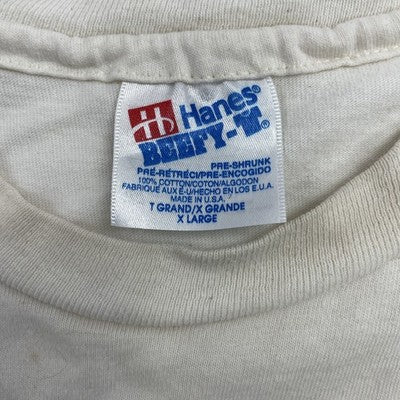 Hanes®
BEEFY-T®
PRE-SHRUNK
PRÉ-RÉTRÉCI/PRE-ENCOGIDO
100% COTTON/COTON/ALGODON
FABRIQUE AUX É-U/HECHO EN LOS E.U.A.
MADE IN U.S.A.
T GRAND/X GRANDE
X LARGE